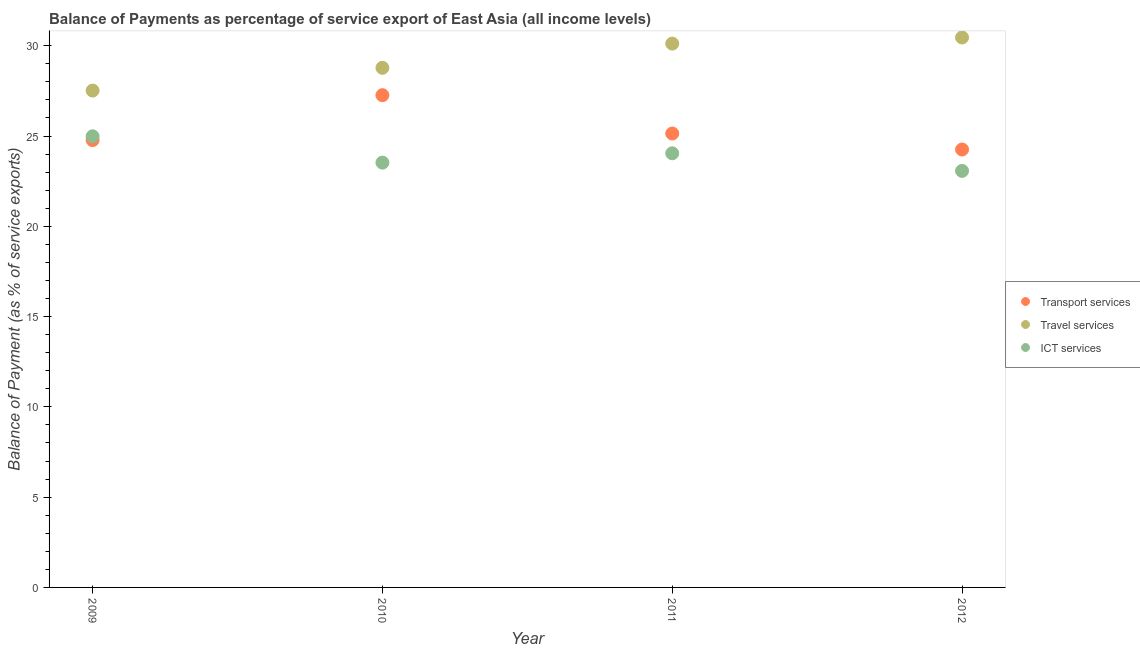 Balance of Payments as percentage of service export of East Asia (all income levels)
Balance of Payment (as % of service exports)
30
25
20
15
10
5
0
2009
2010
2011
2012
Year
Transport services
Travel services
ICT services